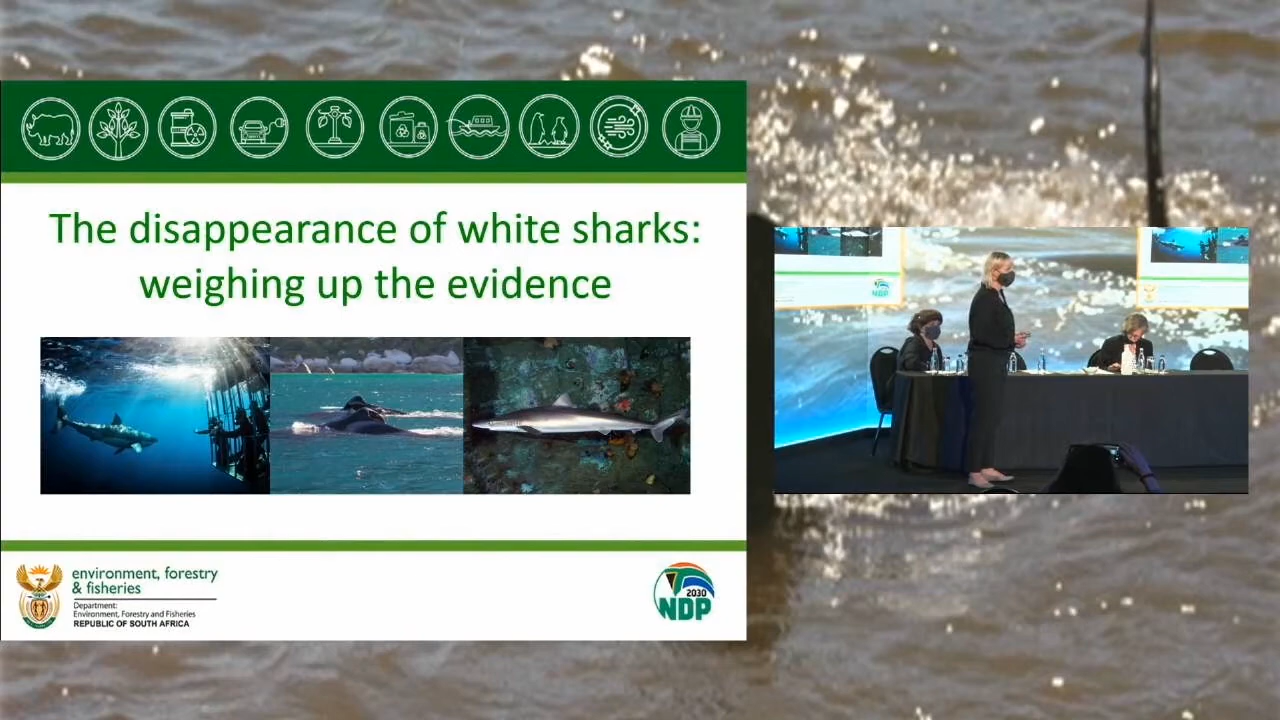 The disappearance of white sharks:
weighing up the evidence
environment, forestry
& fisheries
Department:
Environment, Forestry and Fisheries
REPUBLIC OF SOUTH AFRICA
2030
NDP
NDP